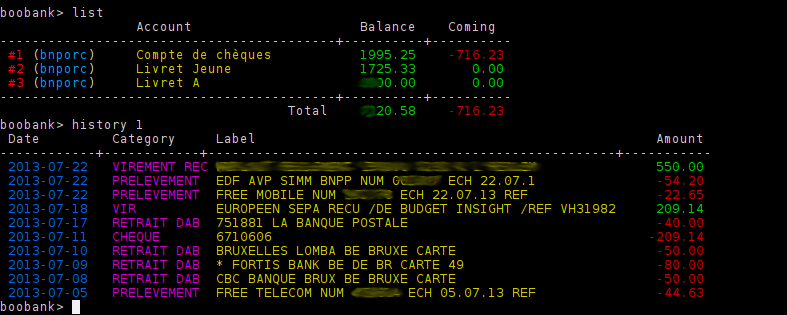 boobank> list
Account Balance Coming
------------------------------------------+----------+----------
#1 (bnporc) Compte de chèques 1995.25 -716.23
#2 (bnporc) Livret Jeune 1725.33 0.00
#3 (bnporc) Livret A 00.00 0.00
------------------------------------------+----------+----------
Total 20.58 -716.23
boobank> history 1
Date Category Label Amount
------------+------------+---------------------------------------------------+-----------
2013-07-22 VIREMENT REC 550.00
2013-07-22 PRELEVEMENT EDF AVP SIMM BNPP NUM 0 ECH 22.07.1 -54.20
2013-07-22 PRELEVEMENT FREE MOBILE NUM ECH 22.07.13 REF -22.65
2013-07-18 VIR EUROPEEN SEPA RECU /DE BUDGET INSIGHT /REF VH31982 209.14
2013-07-17 RETRAIT DAB 751881 LA BANQUE POSTALE -40.00
2013-07-11 CHEQUE 6710606 -209.14
2013-07-10 RETRAIT DAB BRUXELLES LOMBA BE BRUXE CARTE -50.00
2013-07-09 RETRAIT DAB * FORTIS BANK BE DE BR CARTE 49 -80.00
2013-07-08 RETRAIT DAB CBC BANQUE BRUX BE BRUXE CARTE -50.00
2013-07-05 PRELEVEMENT FREE TELECOM NUM ECH 05.07.13 REF -44.63
boobank>